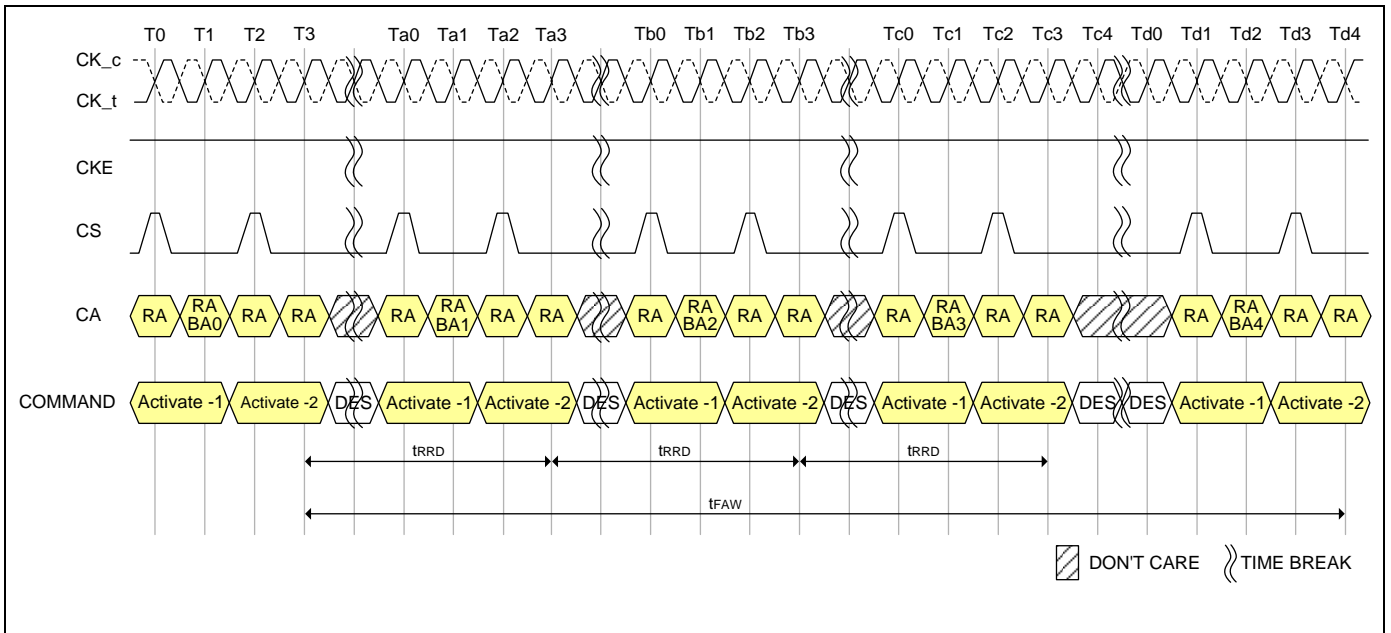 T0 T1 T2 T3 Ta0 Ta1 Ta2 Ta3 Tb0 Tb1 Tb2 Tb3 Tc0 Tc1 Tc2 Tc3 Tc4 Td0 Td1 Td2 Td3 Td4
CK_c
CK_t
CKE
CS
CA RA RA BA0 RA RA RA RA BA1 RA RA RA RA BA2 RA RA RA RA BA3 RA RA RA RA BA4 RA RA
COMMAND Activate -1 Activate -2 DES Activate -1 Activate -2 DES Activate -1 Activate -2 DES Activate -1 Activate -2 DES DES Activate -1 Activate -2
tRRD tRRD tRRD
tFAW
DON'T CARE TIME BREAK